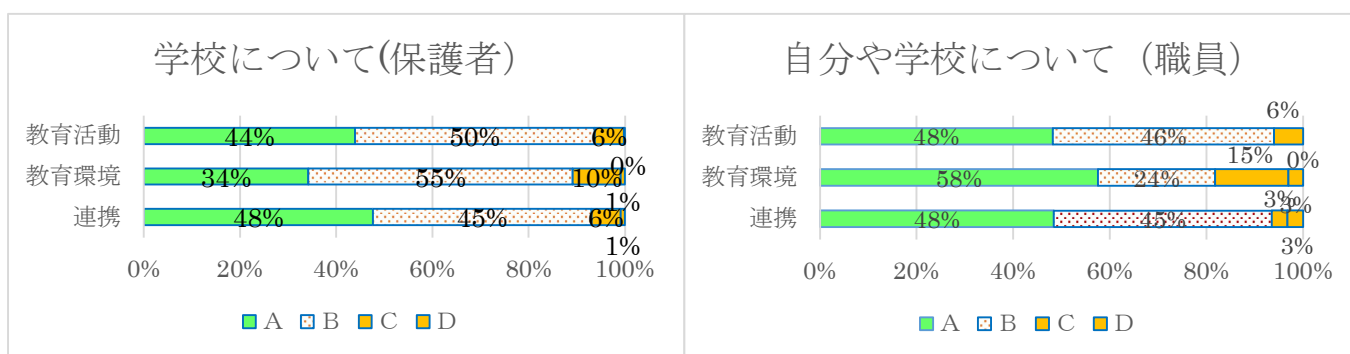 学校について(保護者)
教育活動 44% 50% 6%
0%
教育環境 34% 55% 10%
1%
連携 48% 45% 6%
1%
0% 20% 40% 60% 80% 100%
A B C D
自分や学校について（職員）
6%
教育活動 48% 46%
15% 0%
教育環境 58% 24%
3% 3%
連携 48% 45%
3%
0% 20% 40% 60% 80% 100%
A B C D